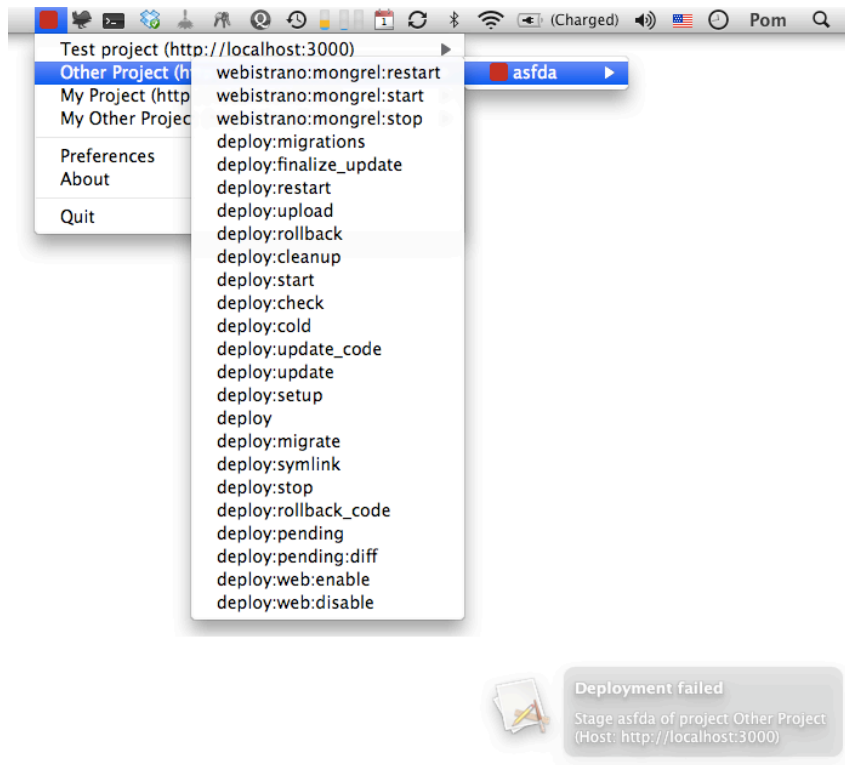 (Charged)
Pom
1
Test project (http://localhost:3000)
Other Project (h
My Project (http
My Other Projec
Preferences
About
Quit
asfda
webistrano:mongrel:restart
webistrano:mongrel:start
webistrano:mongrel:stop
deploy:migrations
deploy:finalize_update
deploy:restart
deploy:upload
deploy:rollback
deploy:cleanup
deploy:start
deploy:check
deploy:cold
deploy:update_code
deploy:update
deploy:setup
deploy
deploy:migrate
deploy:symlink
deploy:stop
deploy:rollback_code
deploy:pending
deploy:pending:diff
deploy:web:enable
deploy:web:disable
Deployment failed
Stage asfda of project Other Project
(Host: http://localhost:3000)